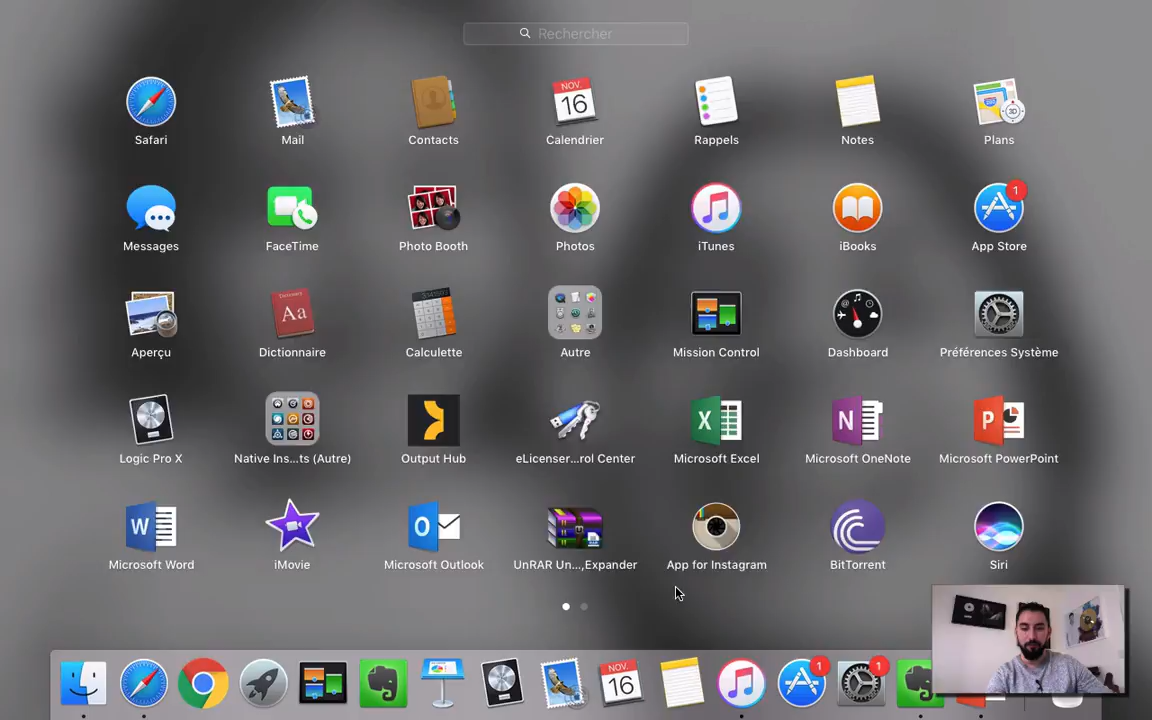 Rechercher
NOV.
16
3D
Safari
Mail
Contacts
Calendrier
Rappels
Notes
Plans
1
Messages
FaceTime
Photo Booth
Photos
iTunes
iBooks
App Store
Dictionary
Aa
Aperçu
Dictionnaire
Calculette
Autre
Mission Control
Dashboard
Préférences Système
X
N
P
Logic Pro X
Native Ins...ts (Autre)
Output Hub
eLicenser...rol Center
Microsoft Excel
Microsoft OneNote
Microsoft PowerPoint
W
O
Microsoft Word
iMovie
Microsoft Outlook
UnRAR Un...,Expander
App for Instagram
BitTorrent
Siri
NOV.
16
1
1